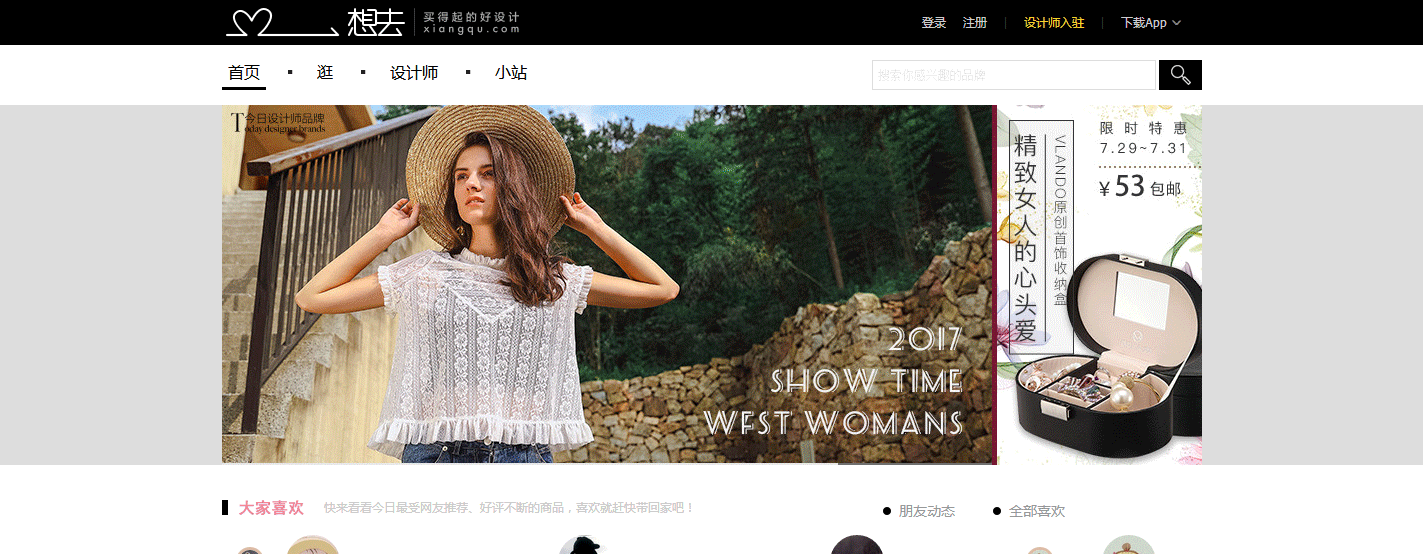 想去
买得起的好设计
xiangqu.com
登录 注册 | 设计师入驻 | 下载App
首页 ▪ 逛 ▪ 设计师 ▪ 小站
搜索你感兴趣的品牌
今日设计师品牌
Today designer brands
2017
SHOW TIME
WEST WOMANS
精致女人的心头爱
VLANDO原创首饰收纳盒
限时特惠
7.29~7.31
¥53包邮
大家喜欢 快来看看今日最受网友推荐、好评不断的商品，喜欢就赶快带回家吧！
● 朋友动态 ● 全部喜欢